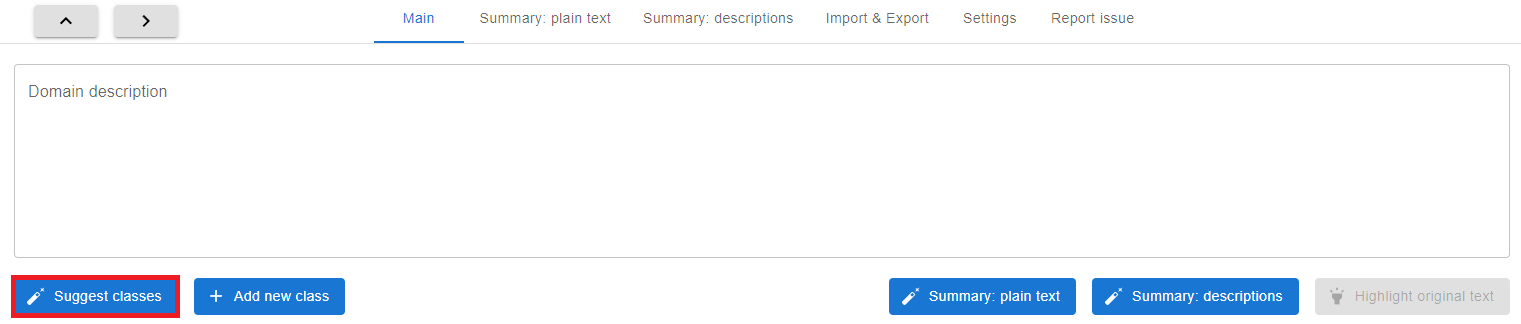 Main Summary: plain text Summary: descriptions Import & Export Settings Report issue
Domain description
Suggest classes Add new class Summary: plain text Summary: descriptions Highlight original text